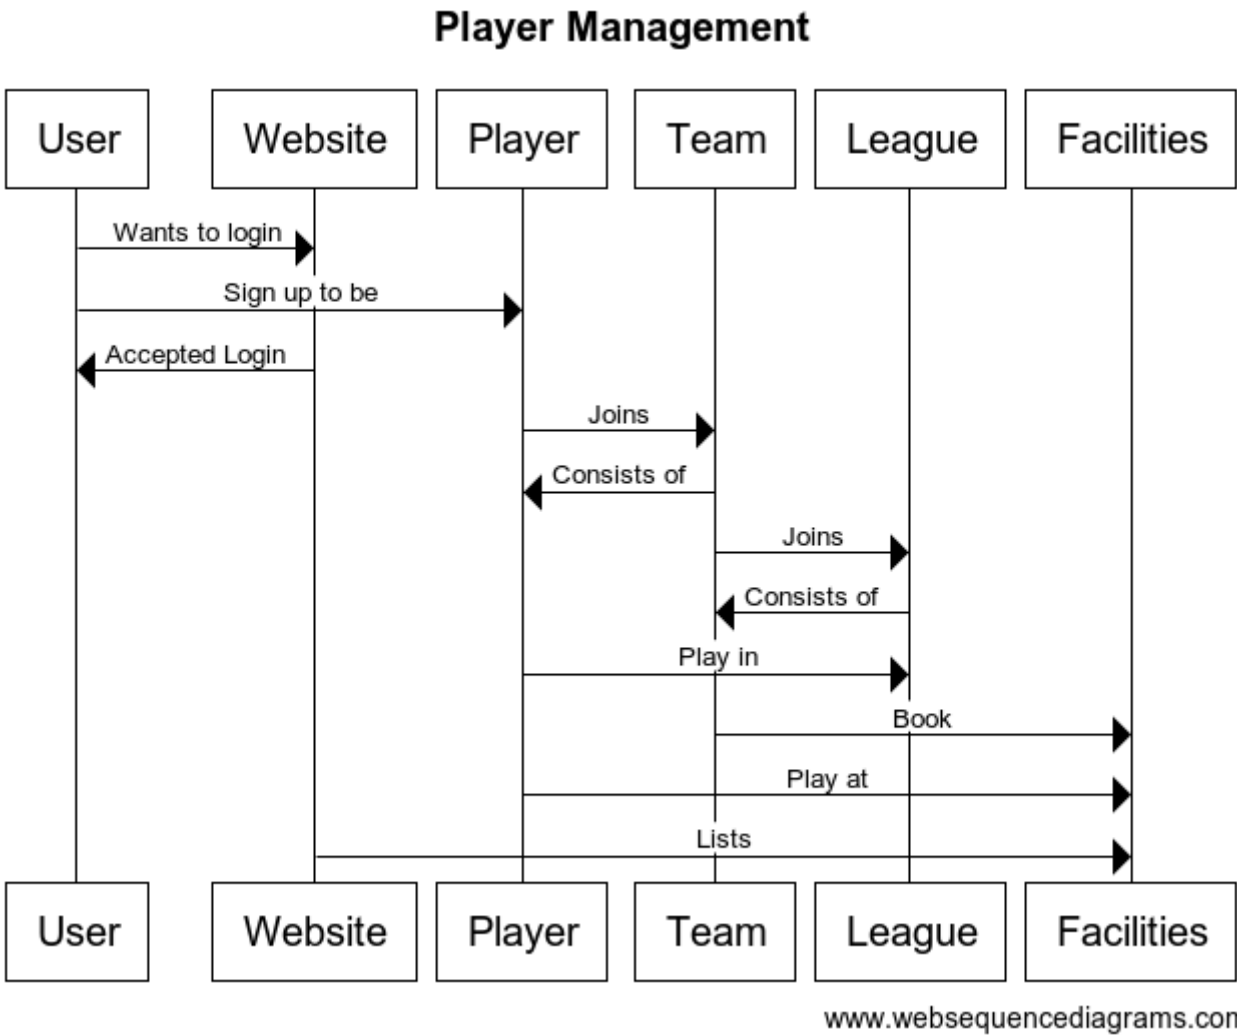 Player Management
User Website Player Team League Facilities
Wants to login
Sign up to be
Accepted Login
Joins
Consists of
Joins
Consists of
Play in
Book
Play at
Lists
User Website Player Team League Facilities
www.websequencediagrams.con